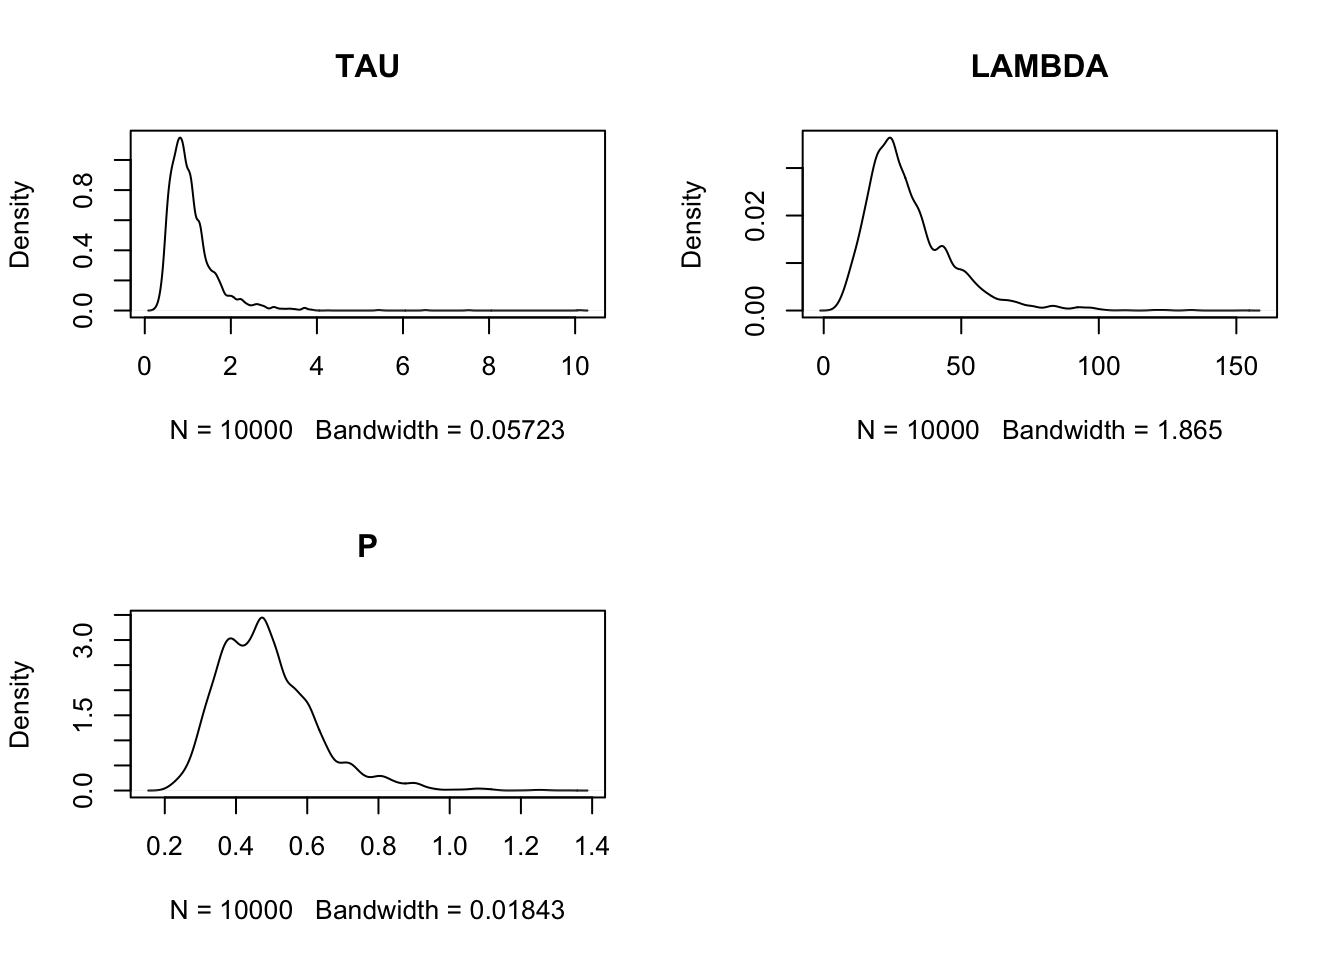 TAU
Density
0.0 0.4 0.8
0 2 4 6 8 10
N = 10000 Bandwidth = 0.05723
LAMBDA
Density
0.00 0.02
0 50 100 150
N = 10000 Bandwidth = 1.865
P
Density
0.0 1.5 3.0
0.2 0.4 0.6 0.8 1.0 1.2 1.4
N = 10000 Bandwidth = 0.01843